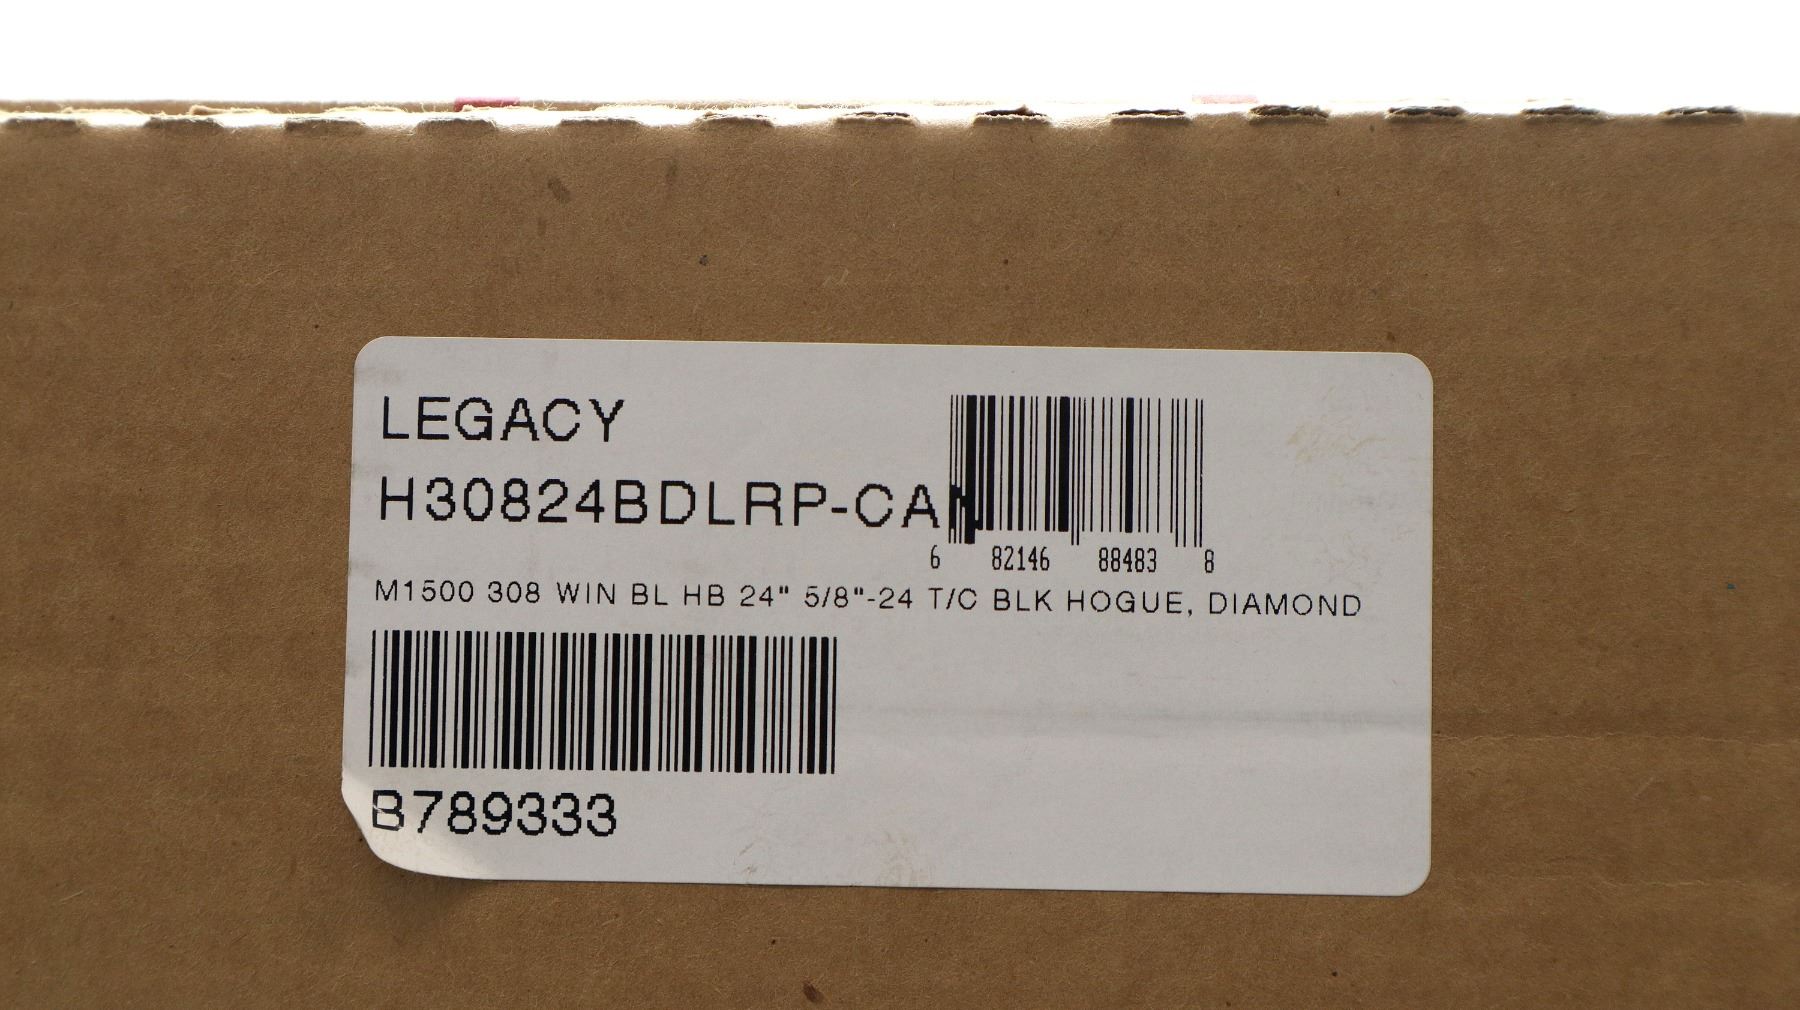 LEGACY
H30824BDLRP-CAN
6 82146 88483 8
M1500 308 WIN BL HB 24" 5/8"-24 T/C BLK HOGUE, DIAMOND
B789333